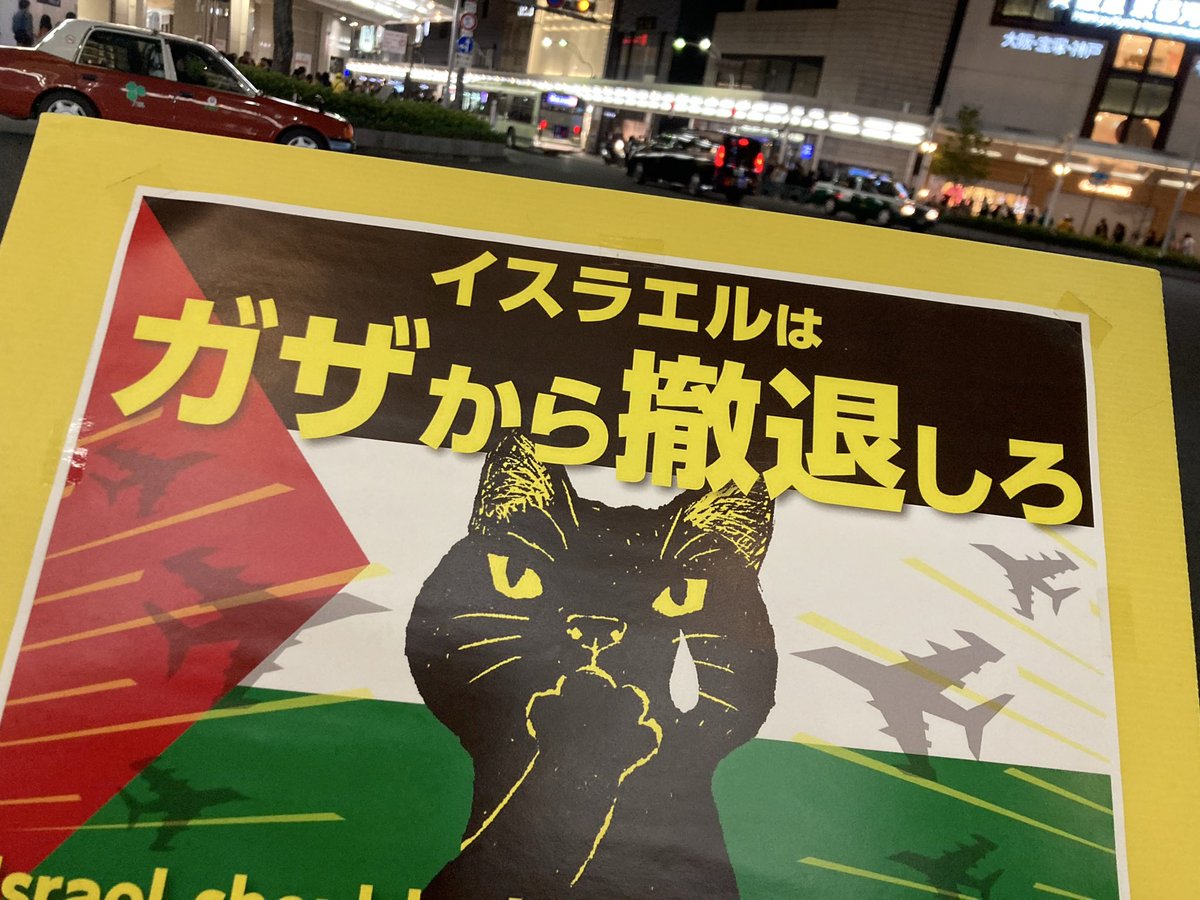 大阪・宝塚・神戸
イスラエルは
ガザから撤退しろ